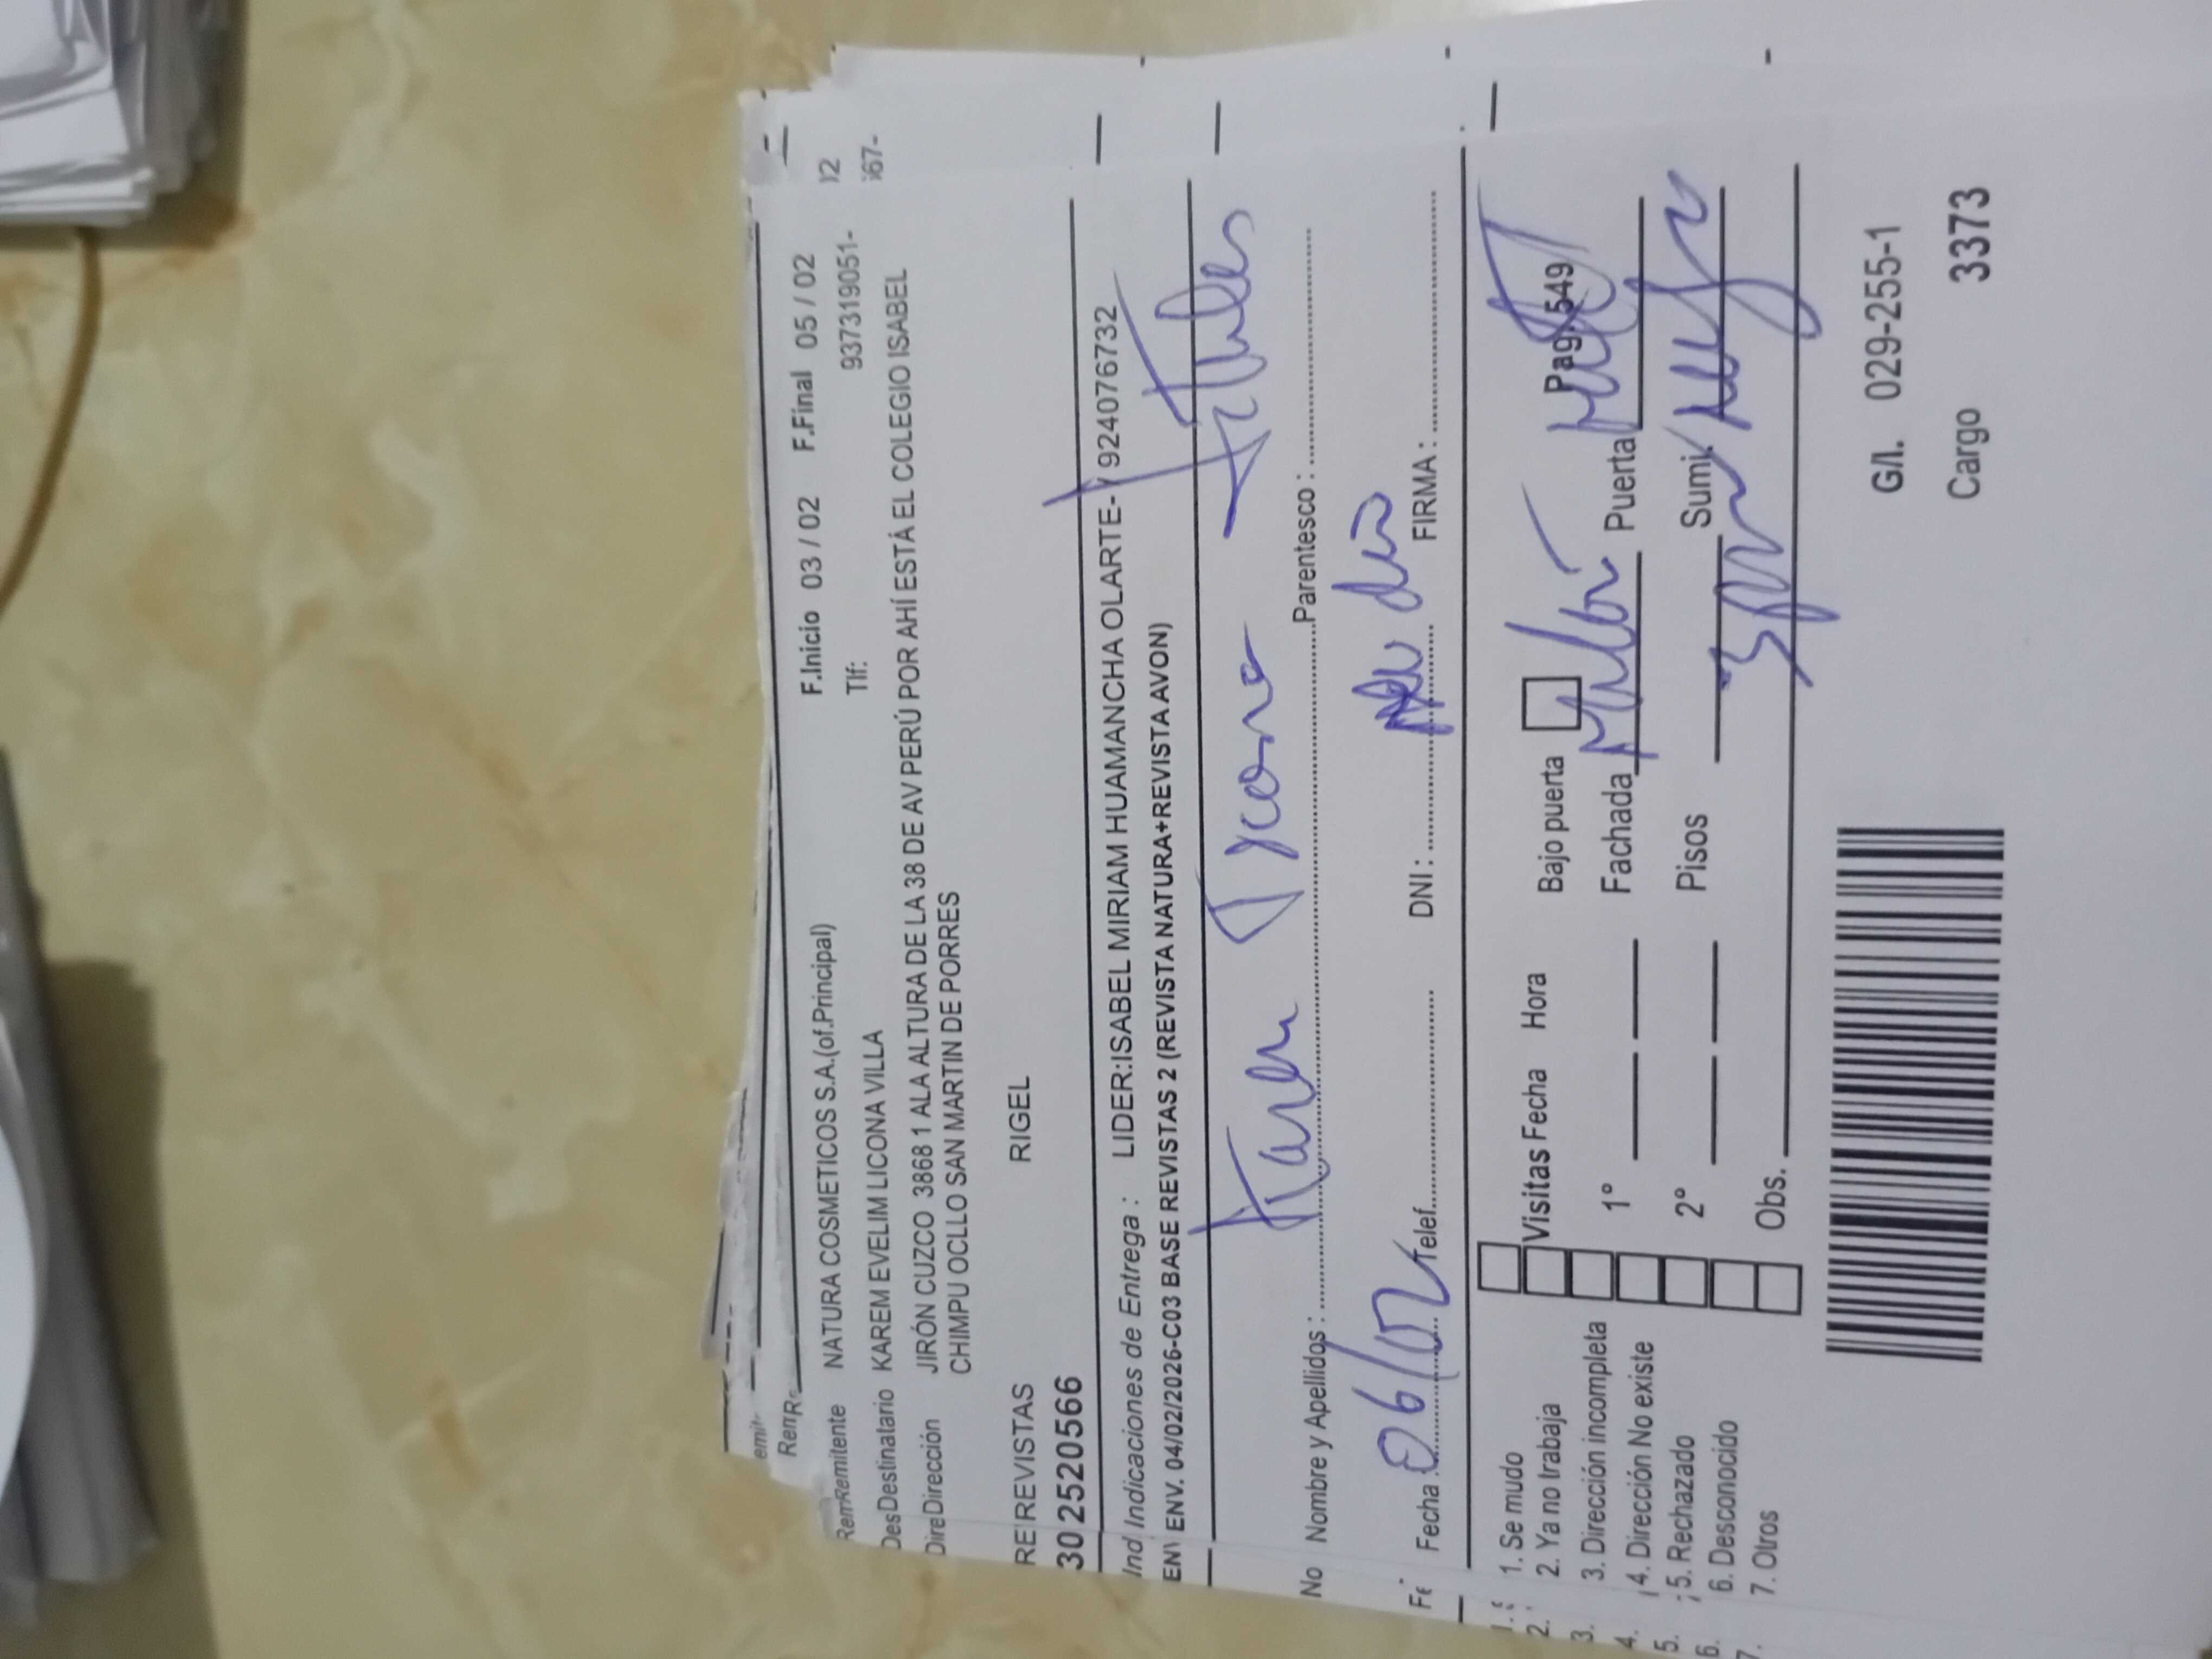 F.Inicio 03 / 02 F.Final 05 / 02
Remitente NATURA COSMETICOS S.A.(of.Principal) Tlf: 937319051-
Destinatario KAREM EVELIM LICONA VILLA
Dirección JIRÓN CUZCO 3868 1 ALA ALTURA DE LA 38 DE AV PERÚ POR AHÍ ESTÁ EL COLEGIO ISABEL
CHIMPU OCLLO SAN MARTIN DE PORRES
REVISTAS RIGEL
302520566
Indicaciones de Entrega : LIDER:ISABEL MIRIAM HUAMANCHA OLARTE- / 924076732
ENV. 04/02/2026-C03 BASE REVISTAS 2 (REVISTA NATURA+REVISTA AVON)
Nombre y Apellidos : Parentesco :
Fecha 06/02 Telef. DNI : FIRMA :
1. Se mudo
2. Ya no trabaja
3. Dirección incompleta
4. Dirección No existe
5. Rechazado
6. Desconocido
7. Otros
Visitas Fecha Hora Bajo puerta Pag. 549
1° Fachada Puerta
2° Pisos Sumi.
Obs.
G/I. 029-255-1
Cargo 3373